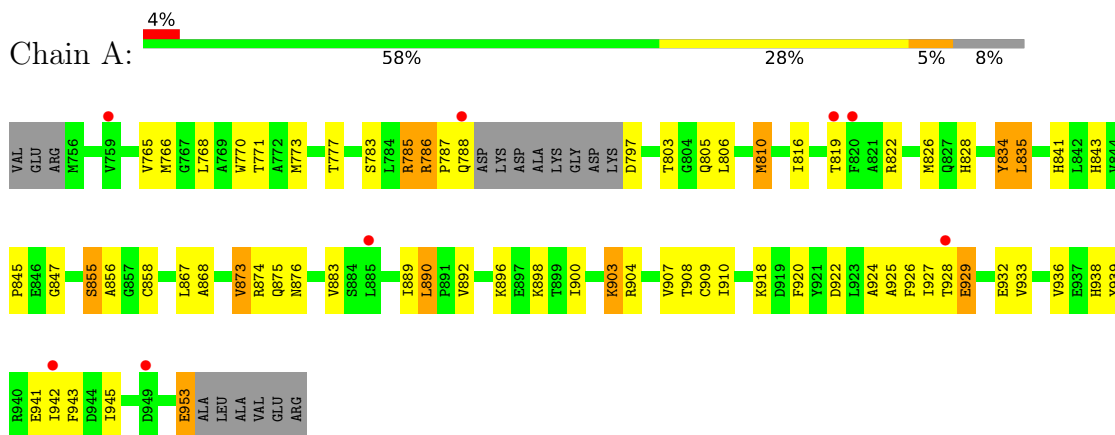 4%
Chain A:
58% 28% 5% 8%
VAL GLU ARG M756 V759 V765 M766 G767 L768 A769 W770 T771 A772 M773 T777 S783 L784 R785 R786 P787 Q788 ASP LYS ASP ALA LYS GLY ASP LYS D797 T803 G804 Q805 L806 M810 I816 T819 F820 A821 R822 M826 Q827 H828 Y834 L835 H841 L842 H843 V844
P845 E846 G847 S855 A856 G857 C858 L867 A868 V873 R874 Q875 N876 V883 S884 L885 I889 L890 P891 V892 K896 E897 K898 T899 I900 K903 R904 V907 T908 C909 I910 K918 D919 F920 Y921 D922 L923 A924 A925 F926 I927 T928 E929 E932 V933 V936 E937 H938 Y939
R940 E941 I942 F943 D944 I945 D949 E953 ALA LEU ALA VAL GLU ARG